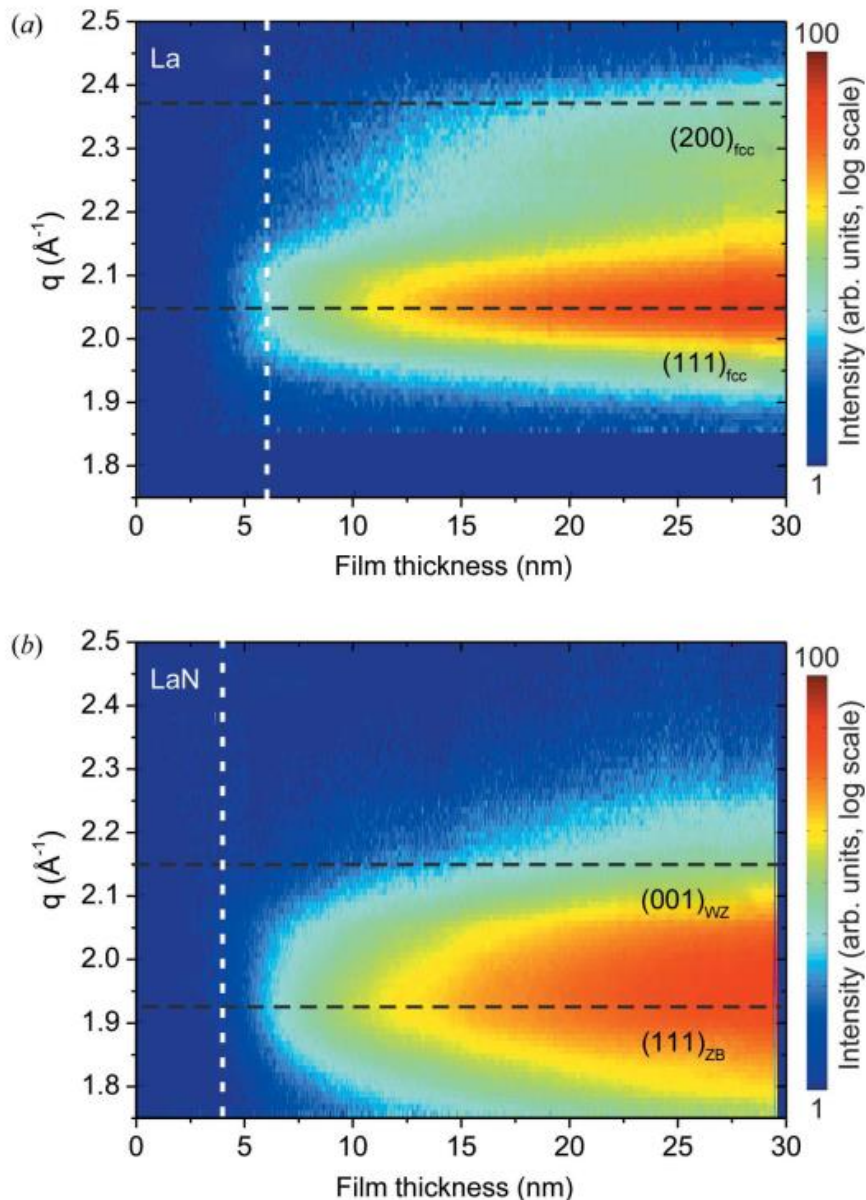 (a)
La
2.5
2.4
2.3
2.2
2.1
2.0
1.9
1.8
q (Å⁻¹)
(200)fcc
(111)fcc
0 5 10 15 20 25 30
Film thickness (nm)
100
1
Intensity (arb. units, log scale)
(b)
LaN
2.5
2.4
2.3
2.2
2.1
2.0
1.9
1.8
q (Å⁻¹)
(001)WZ
(111)ZB
0 5 10 15 20 25 30
Film thickness (nm)
100
1
Intensity (arb. units, log scale)